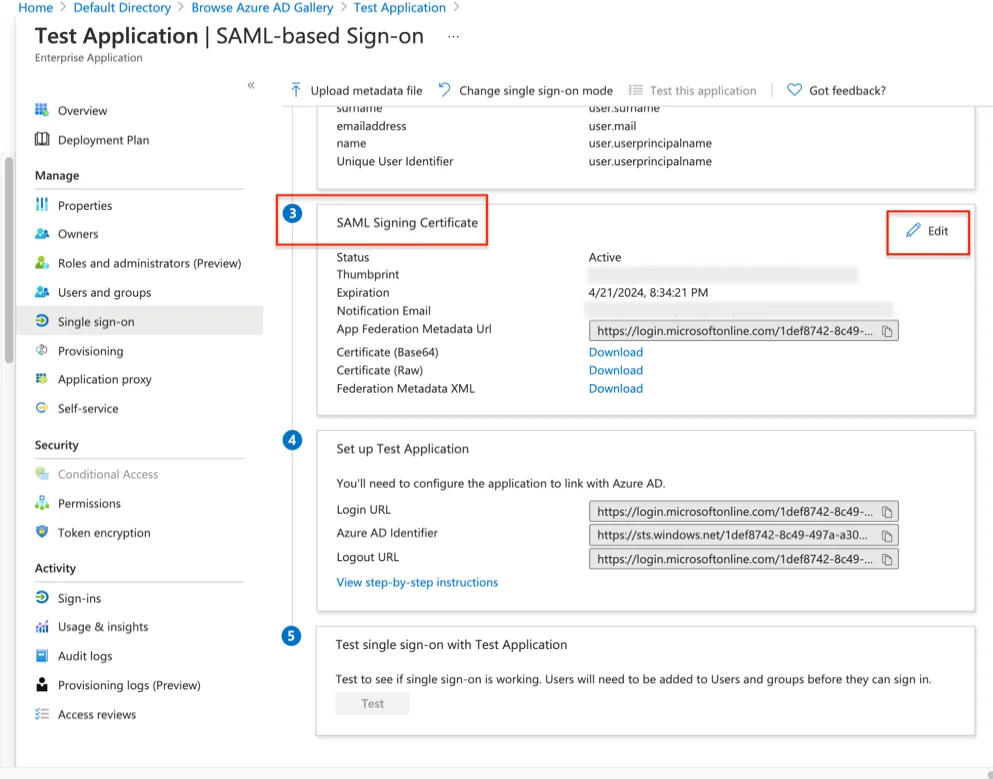 Home > Default Directory > Browse Azure AD Gallery > Test Application >
Test Application | SAML-based Sign-on ...
Enterprise Application
«
Overview
Deployment Plan
Manage
Properties
Owners
Roles and administrators (Preview)
Users and groups
Single sign-on
Provisioning
Application proxy
Self-service
Security
Conditional Access
Permissions
Token encryption
Activity
Sign-ins
Usage & insights
Audit logs
Provisioning logs (Preview)
Access reviews
Upload metadata file Change single sign-on mode Test this application | Got feedback?
surname user.surname
emailaddress user.mail
name user.userprincipalname
Unique User Identifier user.userprincipalname
3
SAML Signing Certificate
Edit
Status Active
Thumbprint
Expiration 4/21/2024, 8:34:21 PM
Notification Email
App Federation Metadata Url https://login.microsoftonline.com/1def8742-8c49-...
Certificate (Base64) Download
Certificate (Raw) Download
Federation Metadata XML Download
4
Set up Test Application
You'll need to configure the application to link with Azure AD.
Login URL https://login.microsoftonline.com/1def8742-8c49-...
Azure AD Identifier https://sts.windows.net/1def8742-8c49-497a-a30...
Logout URL https://login.microsoftonline.com/1def8742-8c49-...
View step-by-step instructions
5
Test single sign-on with Test Application
Test to see if single sign-on is working. Users will need to be added to Users and groups before they can sign in.
Test